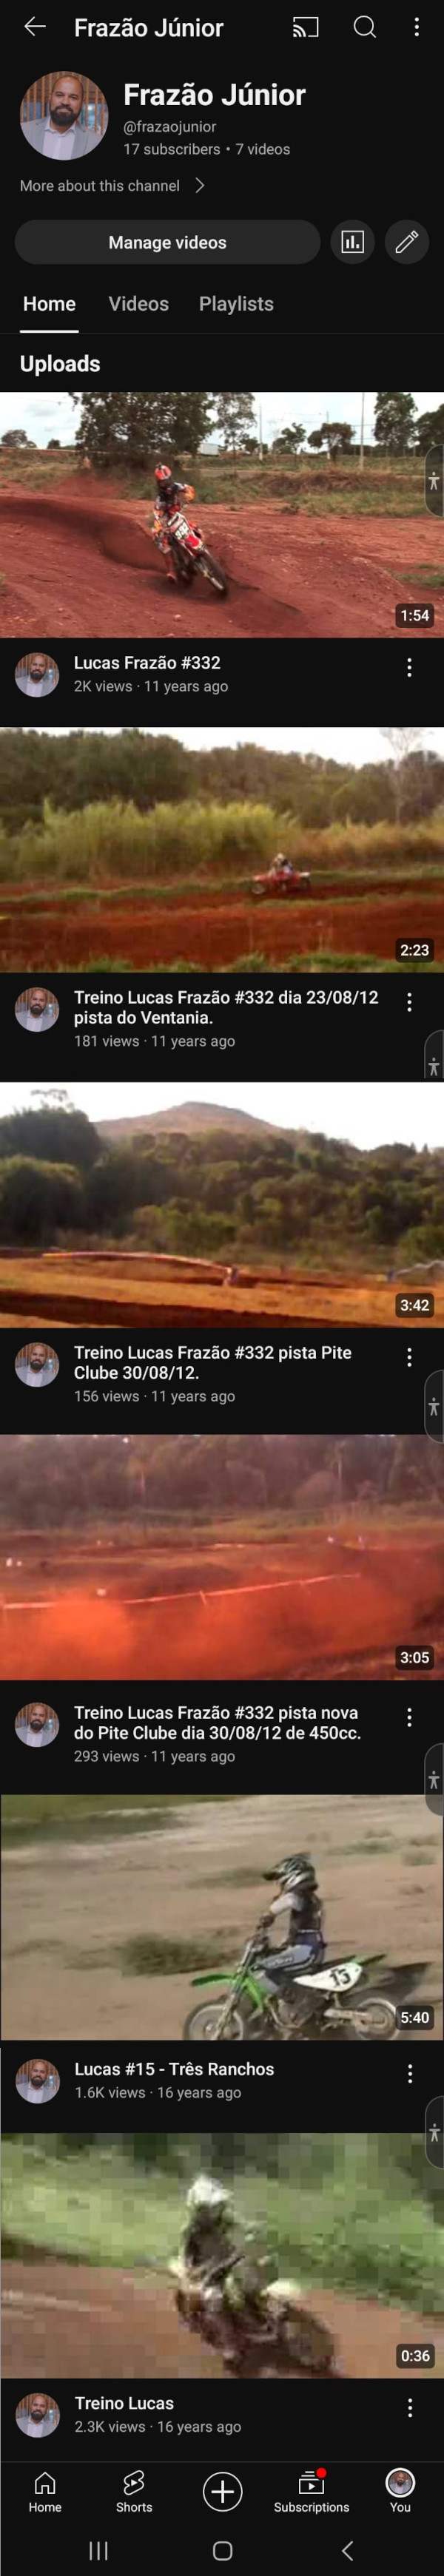 Frazão Júnior
Frazão Júnior
@frazaojunior
17 subscribers • 7 videos
More about this channel
Manage videos
Home Videos Playlists
Uploads
1:54
Lucas Frazão #332
2K views · 11 years ago
2:23
Treino Lucas Frazão #332 dia 23/08/12
pista do Ventania.
181 views · 11 years ago
3:42
Treino Lucas Frazão #332 pista Pite
Clube 30/08/12.
156 views · 11 years ago
3:05
Treino Lucas Frazão #332 pista nova
do Pite Clube dia 30/08/12 de 450cc.
293 views · 11 years ago
15
5:40
Lucas #15 - Três Ranchos
1.6K views · 16 years ago
0:36
Treino Lucas
2.3K views · 16 years ago
Home Shorts Subscriptions You